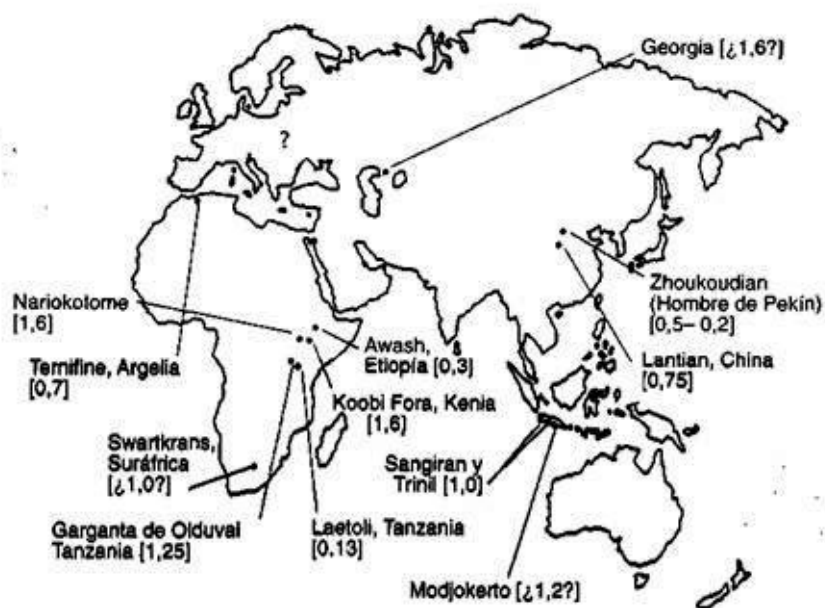 Georgia [¿1,6?]
?
Nariokotome
[1,6]
Ternifine, Argelia
[0,7]
Awash,
Etiopía [0,3]
Koobi Fora, Kenia
[1,6]
Zhoukoudian
(Hombre de Pekín)
[0,5– 0,2]
Lantian, China
[0,75]
Swartkrans,
Suráfrica
[¿1,0?]
Sangiran y
Trinil [1,0]
Garganta de Olduvai
Tanzania [1,25]
Laetoli, Tanzania
[0,13]
Modjokerto [¿1,2?]